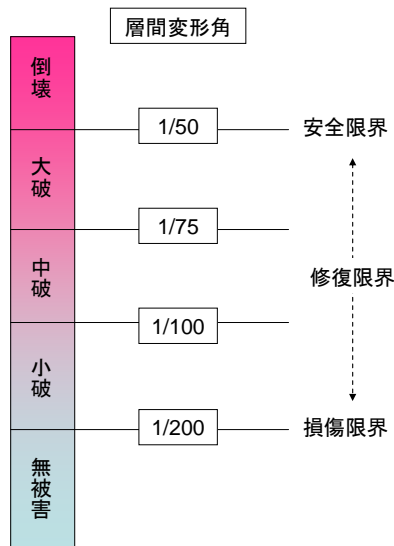 層間変形角
倒壊
1/50
安全限界
大破
1/75
中破
修復限界
1/100
小破
1/200
損傷限界
無被害